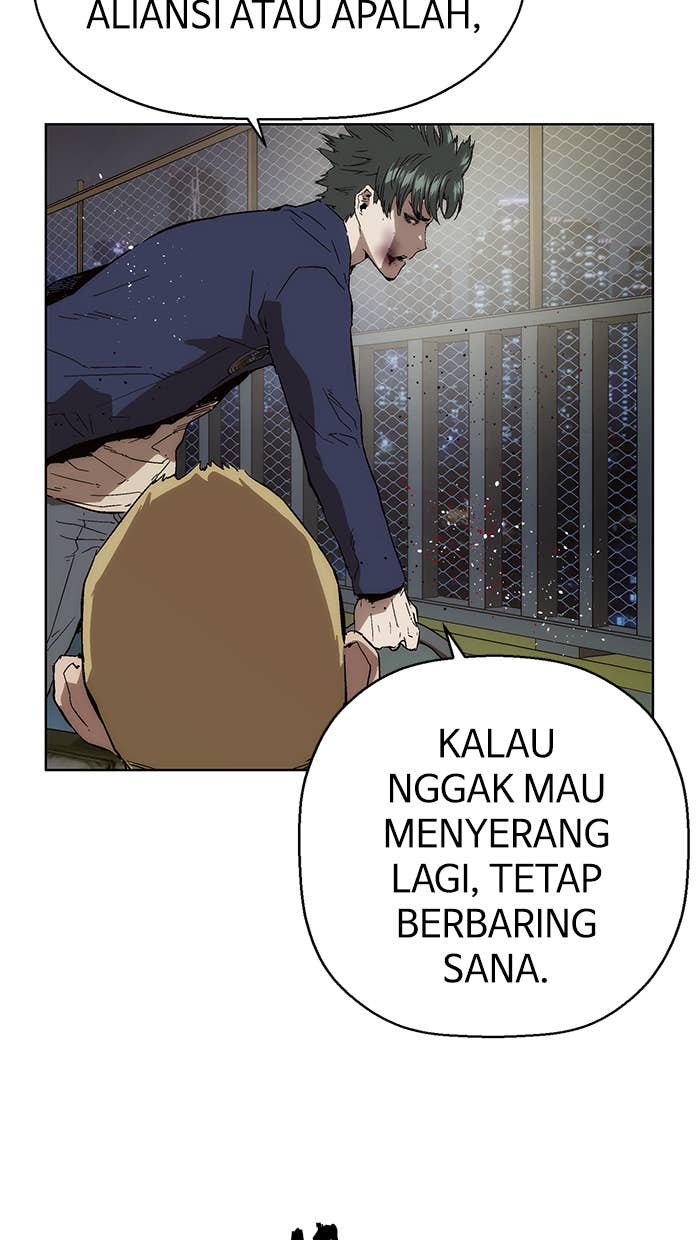 ALIANSI ATAU APALAH,
KALAU
NGGAK MAU
MENYERANG
LAGI, TETAP
BERBARING
SANA.